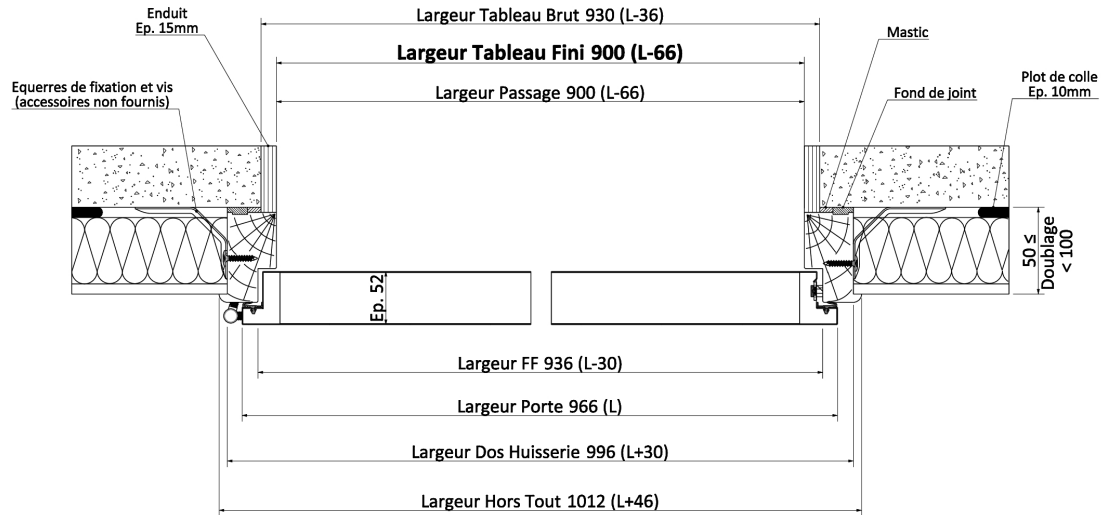 Enduit
Ep. 15mm
Largeur Tableau Brut 930 (L-36)
Mastic
Largeur Tableau Fini 900 (L-66)
Equerres de fixation et vis
(accessoires non fournis)
Largeur Passage 900 (L-66)
Fond de joint
Plot de colle
Ep. 10mm
50 ≤
Doublage
< 100
Ep. 52
Largeur FF 936 (L-30)
Largeur Porte 966 (L)
Largeur Dos Huisserie 996 (L+30)
Largeur Hors Tout 1012 (L+46)